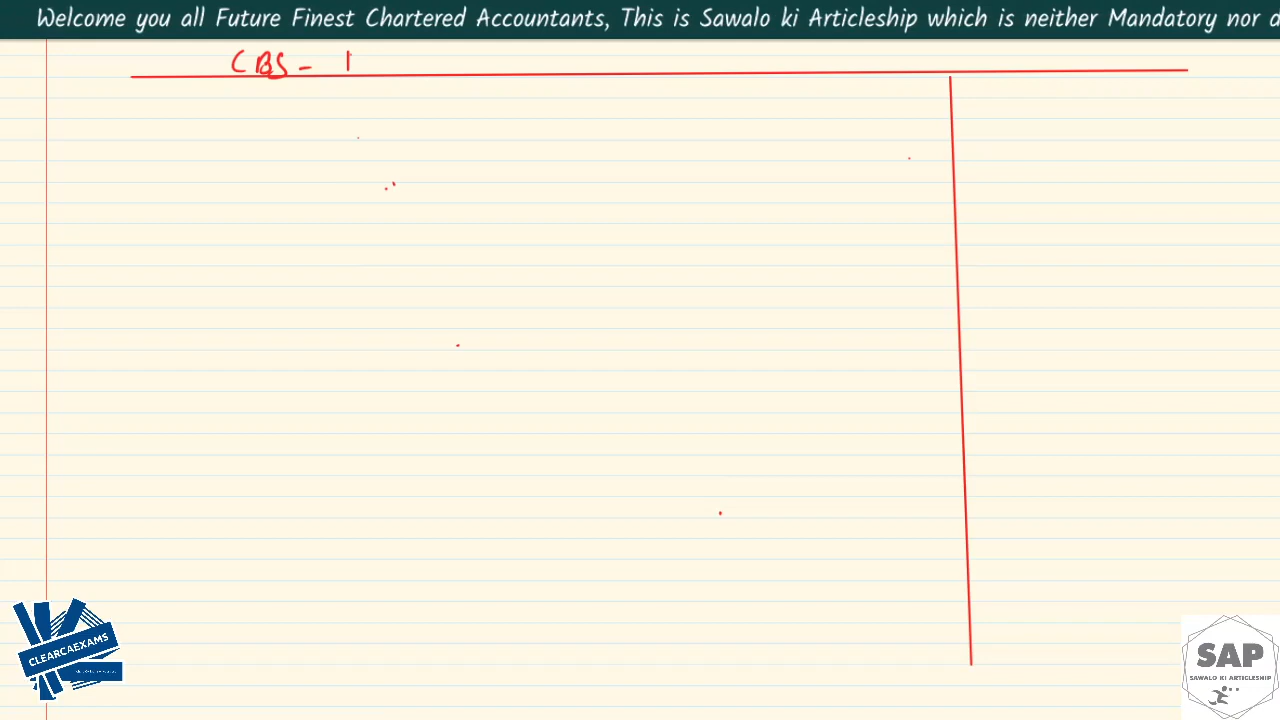 Welcome you all Future Finest Chartered Accountants, This is Sawalo ki Articleship which is neither Mandatory nor d
CBS - I
CLEARCAEXAMS
SAP
SAWALO KI ARTICLESHIP